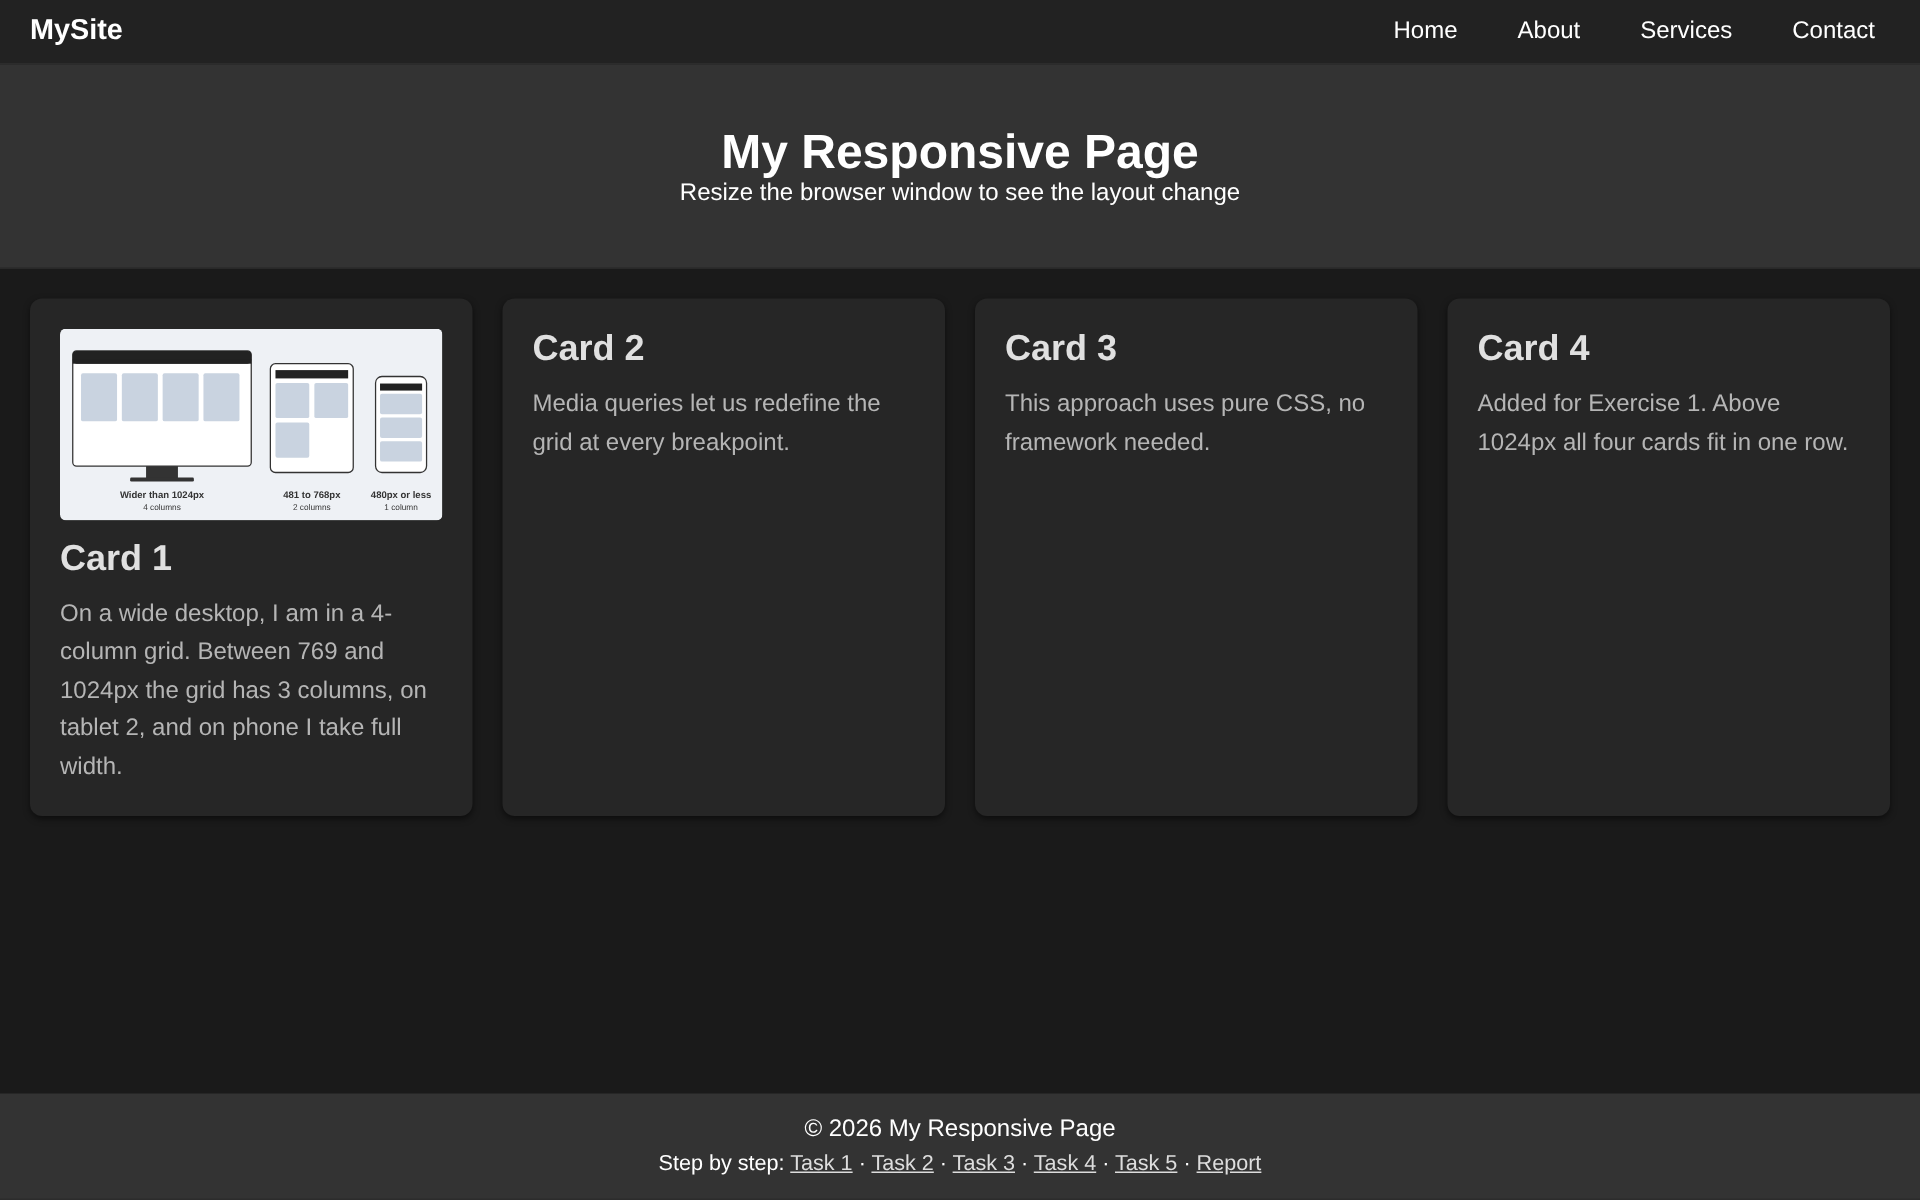 MySite
Home About Services Contact
My Responsive Page
Resize the browser window to see the layout change
Wider than 1024px
4 columns
481 to 768px
2 columns
480px or less
1 column
Card 1
On a wide desktop, I am in a 4-
column grid. Between 769 and
1024px the grid has 3 columns, on
tablet 2, and on phone I take full
width.
Card 2
Media queries let us redefine the
grid at every breakpoint.
Card 3
This approach uses pure CSS, no
framework needed.
Card 4
Added for Exercise 1. Above
1024px all four cards fit in one row.
© 2026 My Responsive Page
Step by step: Task 1 · Task 2 · Task 3 · Task 4 · Task 5 · Report